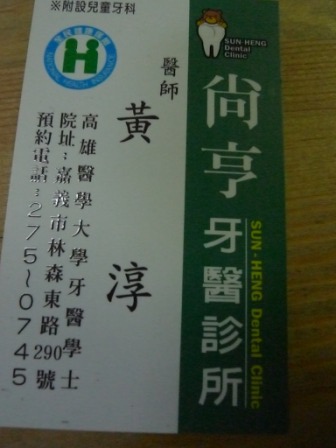 SUN HENG
Dental
Clinic
尙亨牙醫診所
SUN-HENG Dental Clinic
※附設兒童牙科
醫師
黃淳
高雄醫學大學牙醫學士
院址：嘉義市林森東路290號
預約電話：275～0745